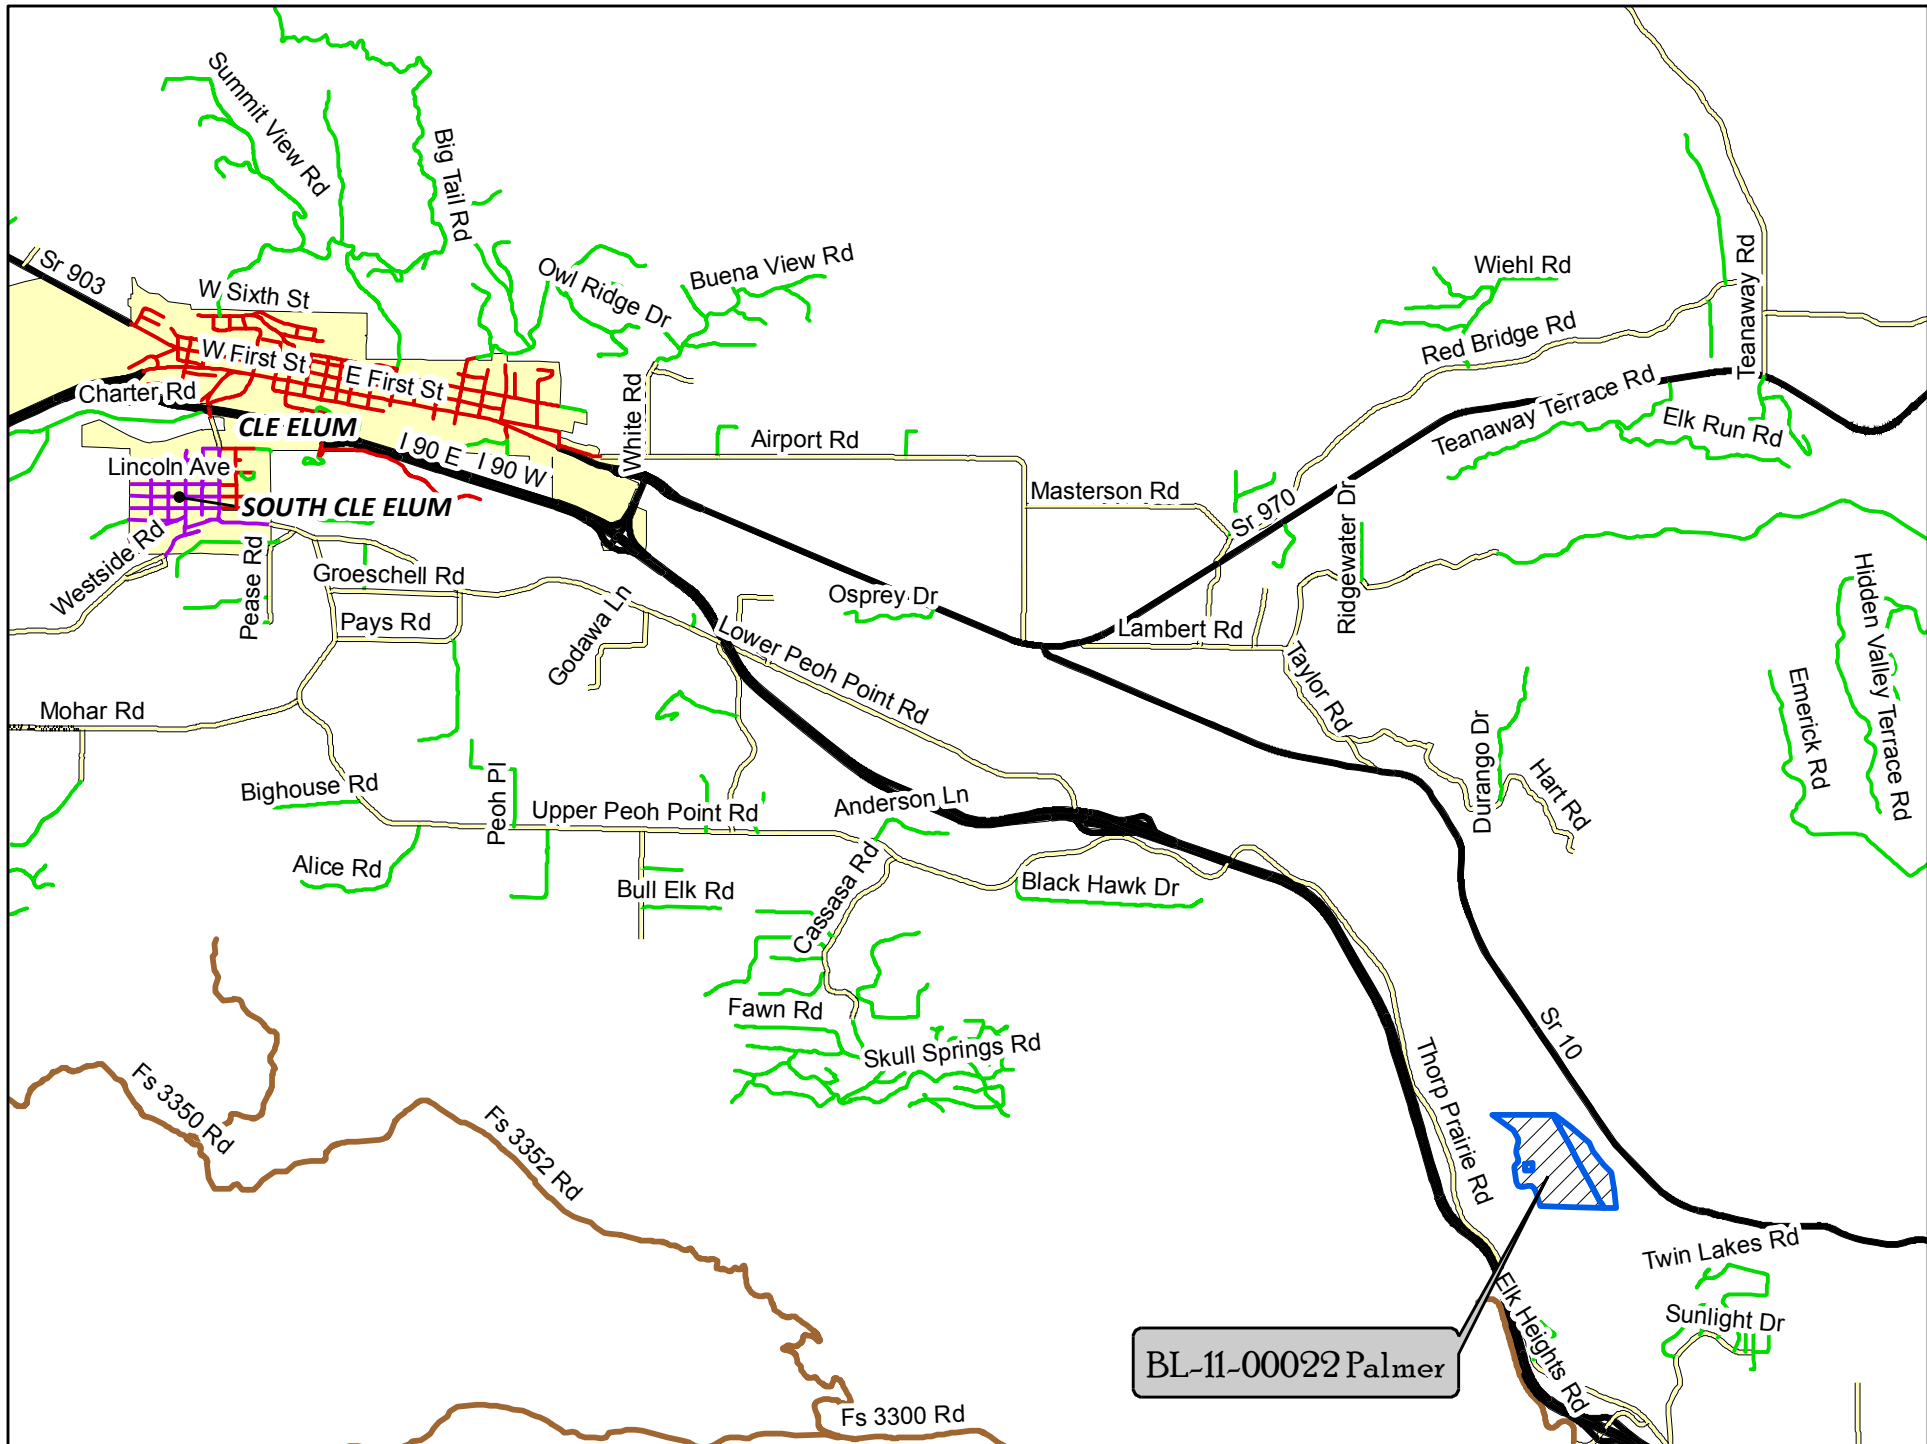 Summit View Rd
Big Tail Rd
Sr 903
W Sixth St
Owl Ridge Dr
Buena View Rd
Wiehl Rd
Teanaway Rd
Red Bridge Rd
W First St
E First St
Charter Rd
White Rd
Teanaway Terrace Rd
Elk Run Rd
CLE ELUM
I 90 E
I 90 W
Airport Rd
Lincoln Ave
SOUTH CLE ELUM
Masterson Rd
Sr 970
Ridgewater Dr
Westside Rd
Pease Rd
Groeschell Rd
Pays Rd
Godawa Ln
Osprey Dr
Lambert Rd
Hidden Valley Terrace Rd
Lower Peoh Point Rd
Taylor Rd
Emerick Rd
Mohar Rd
Durango Dr
Hart Rd
Bighouse Rd
Peoh Pl
Upper Peoh Point Rd
Anderson Ln
Alice Rd
Bull Elk Rd
Cassasa Rd
Black Hawk Dr
Fawn Rd
Skull Springs Rd
Sr 10
Fs 3350 Rd
Fs 3352 Rd
Thorp Prairie Rd
Twin Lakes Rd
Elk Heights Rd
Sunlight Dr
BL-11-00022 Palmer
Fs 3300 Rd